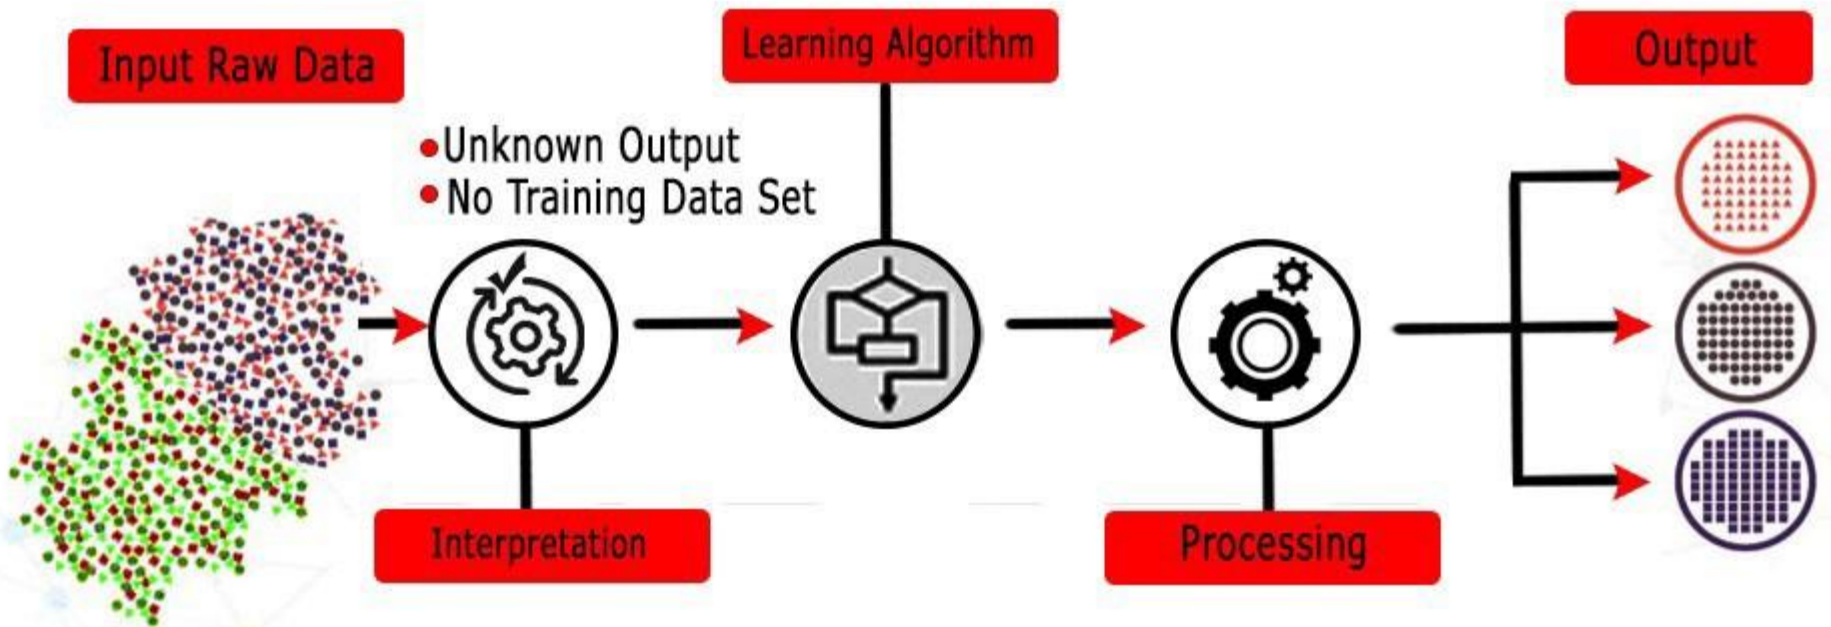 Input Raw Data
Learning Algorithm
Output
Unknown Output
No Training Data Set
Interpretation
Processing